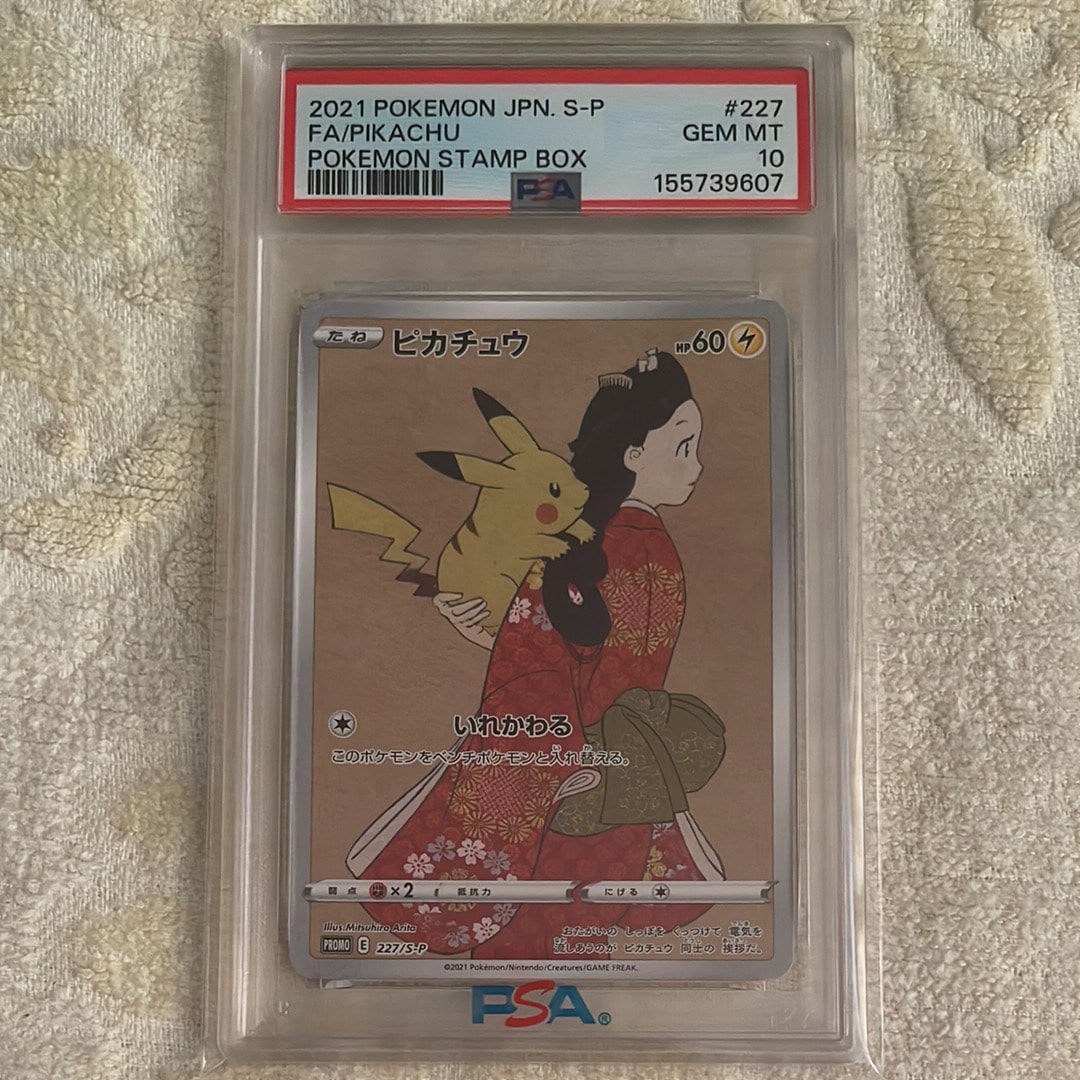 2021 POKEMON JPN. S-P #227
FA/PIKACHU GEM MT
POKEMON STAMP BOX 10
155739607
PSA
たね ピカチュウ HP60
いれかわる
このポケモンをベンチポケモンと入れ替える。
弱点 ×2 抵抗力 にげる
Illus. Mitsuhiro Arita
PROMO E 227/S-P
おたがいの しっぽを くっつけて 電気を
流しあうのが ピカチュウ 同士の 挨拶だ。
©2021 Pokémon/Nintendo/Creatures/GAME FREAK.
PSA®